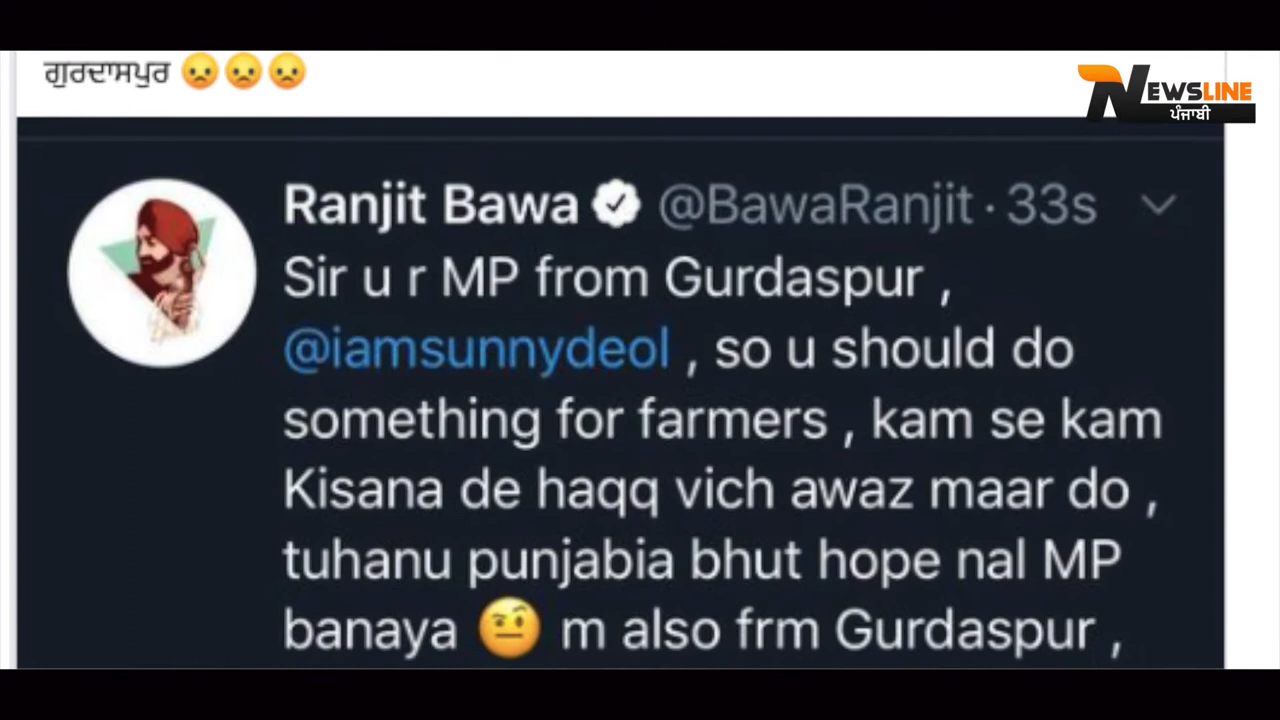 ਗੁਰਦਾਸਪੁਰ 😞😞😞
NEWSLINE
ਪੰਜਾਬੀ
Ranjit Bawa @BawaRanjit · 33s
Sir u r MP from Gurdaspur ,
@iamsunnydeol , so u should do
something for farmers , kam se kam
Kisana de haqq vich awaz maar do ,
tuhanu punjabia bhut hope nal MP
banaya 🤨 m also frm Gurdaspur ,